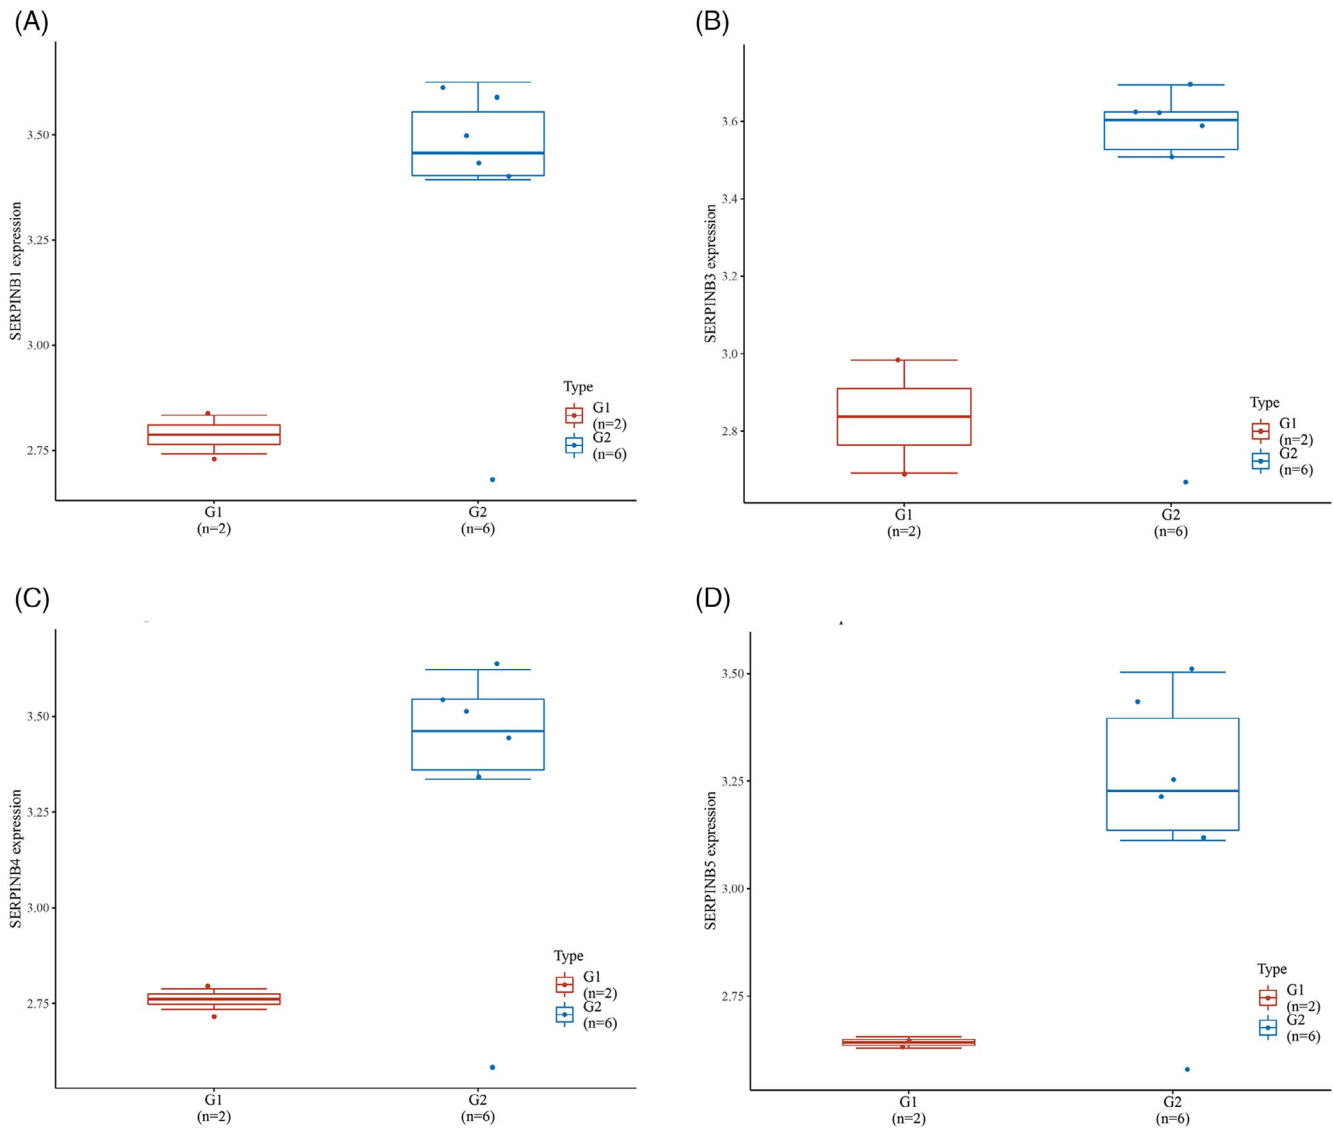 (A)
SERPINB1 expression
3.50
3.25
3.00
2.75
G1
(n=2)
G2
(n=6)
Type
G1
(n=2)
G2
(n=6)
(B)
SERPINB3 expression
3.6
3.4
3.2
3.0
2.8
G1
(n=2)
G2
(n=6)
Type
G1
(n=2)
G2
(n=6)
(C)
SERPINB4 expression
3.50
3.25
3.00
2.75
G1
(n=2)
G2
(n=6)
Type
G1
(n=2)
G2
(n=6)
(D)
SERPINB5 expression
3.50
3.25
3.00
2.75
G1
(n=2)
G2
(n=6)
Type
G1
(n=2)
G2
(n=6)